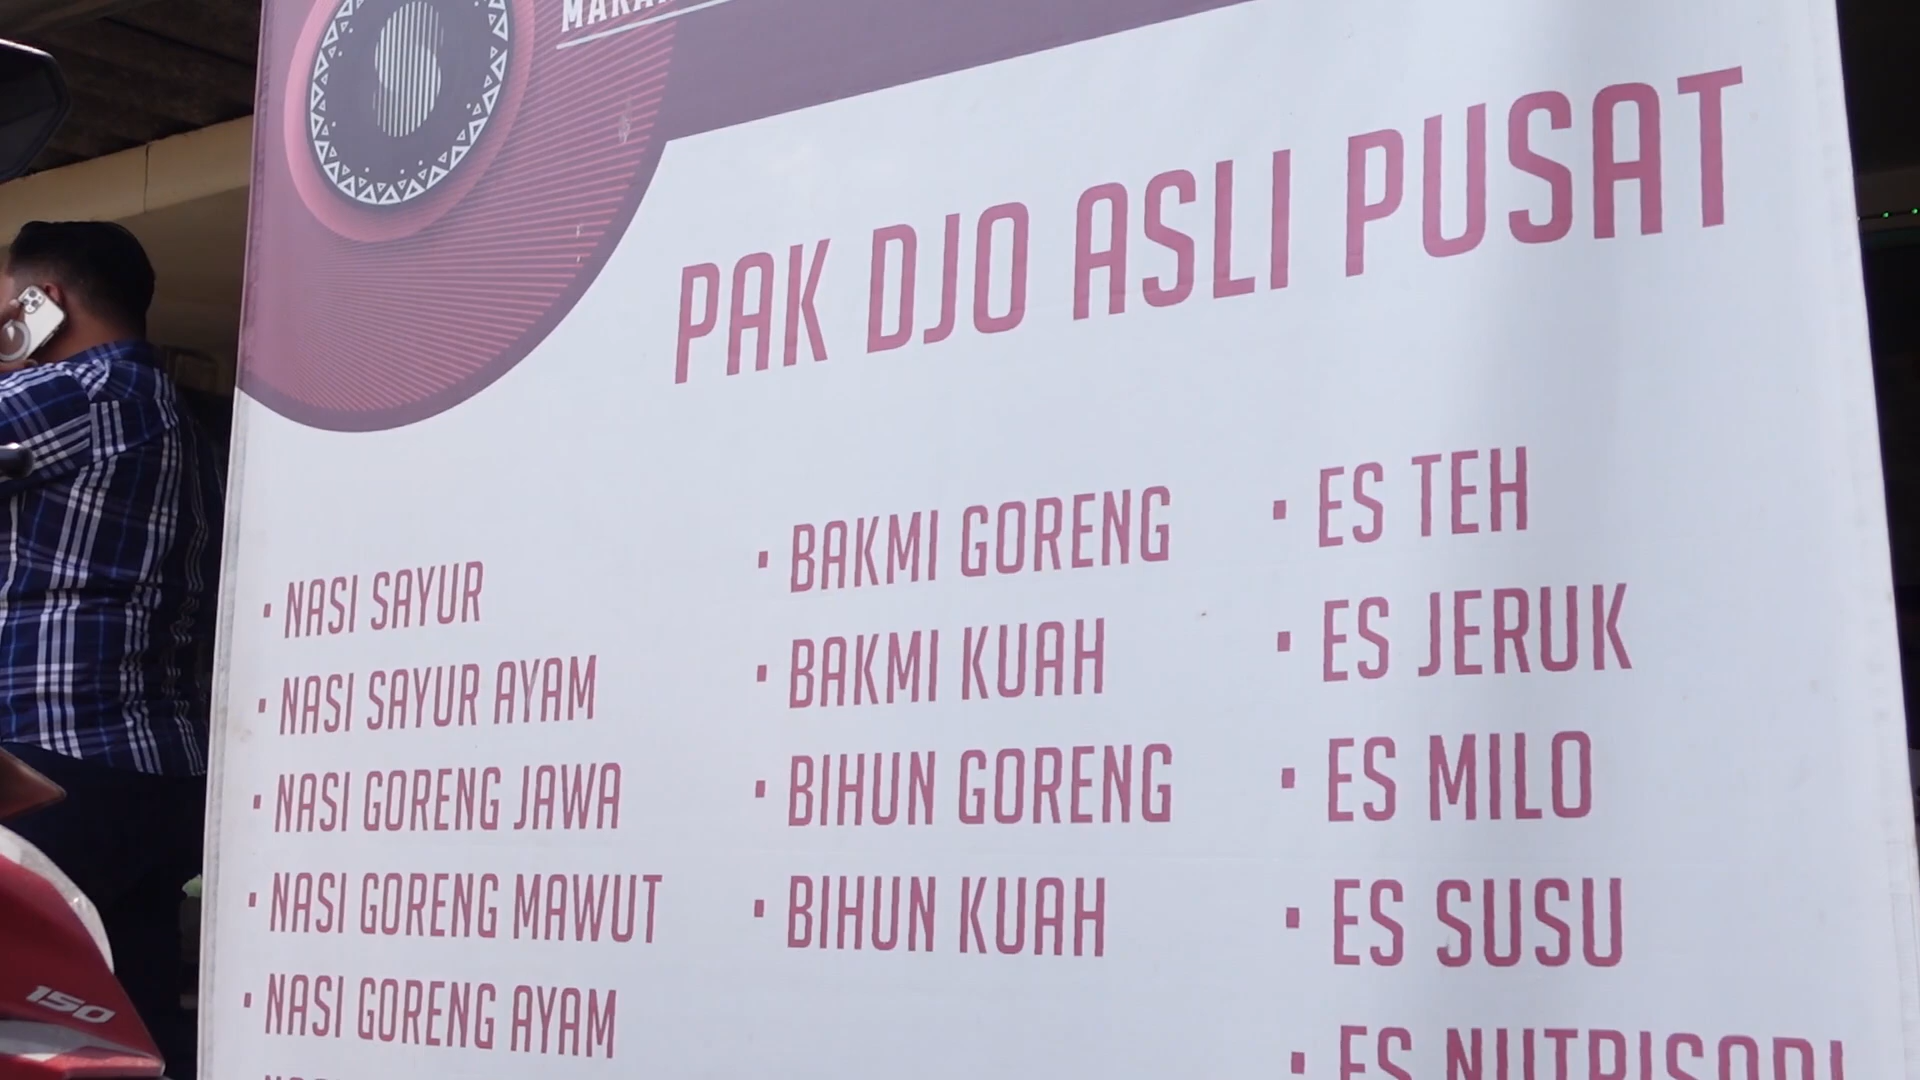 PAK DJO ASLI PUSAT
NASI SAYUR
NASI SAYUR AYAM
NASI GORENG JAWA
NASI GORENG MAWUT
NASI GORENG AYAM
BAKMI GORENG
BAKMI KUAH
BIHUN GORENG
BIHUN KUAH
ES TEH
ES JERUK
ES MILO
ES SUSU
ES NUTRISARI
150